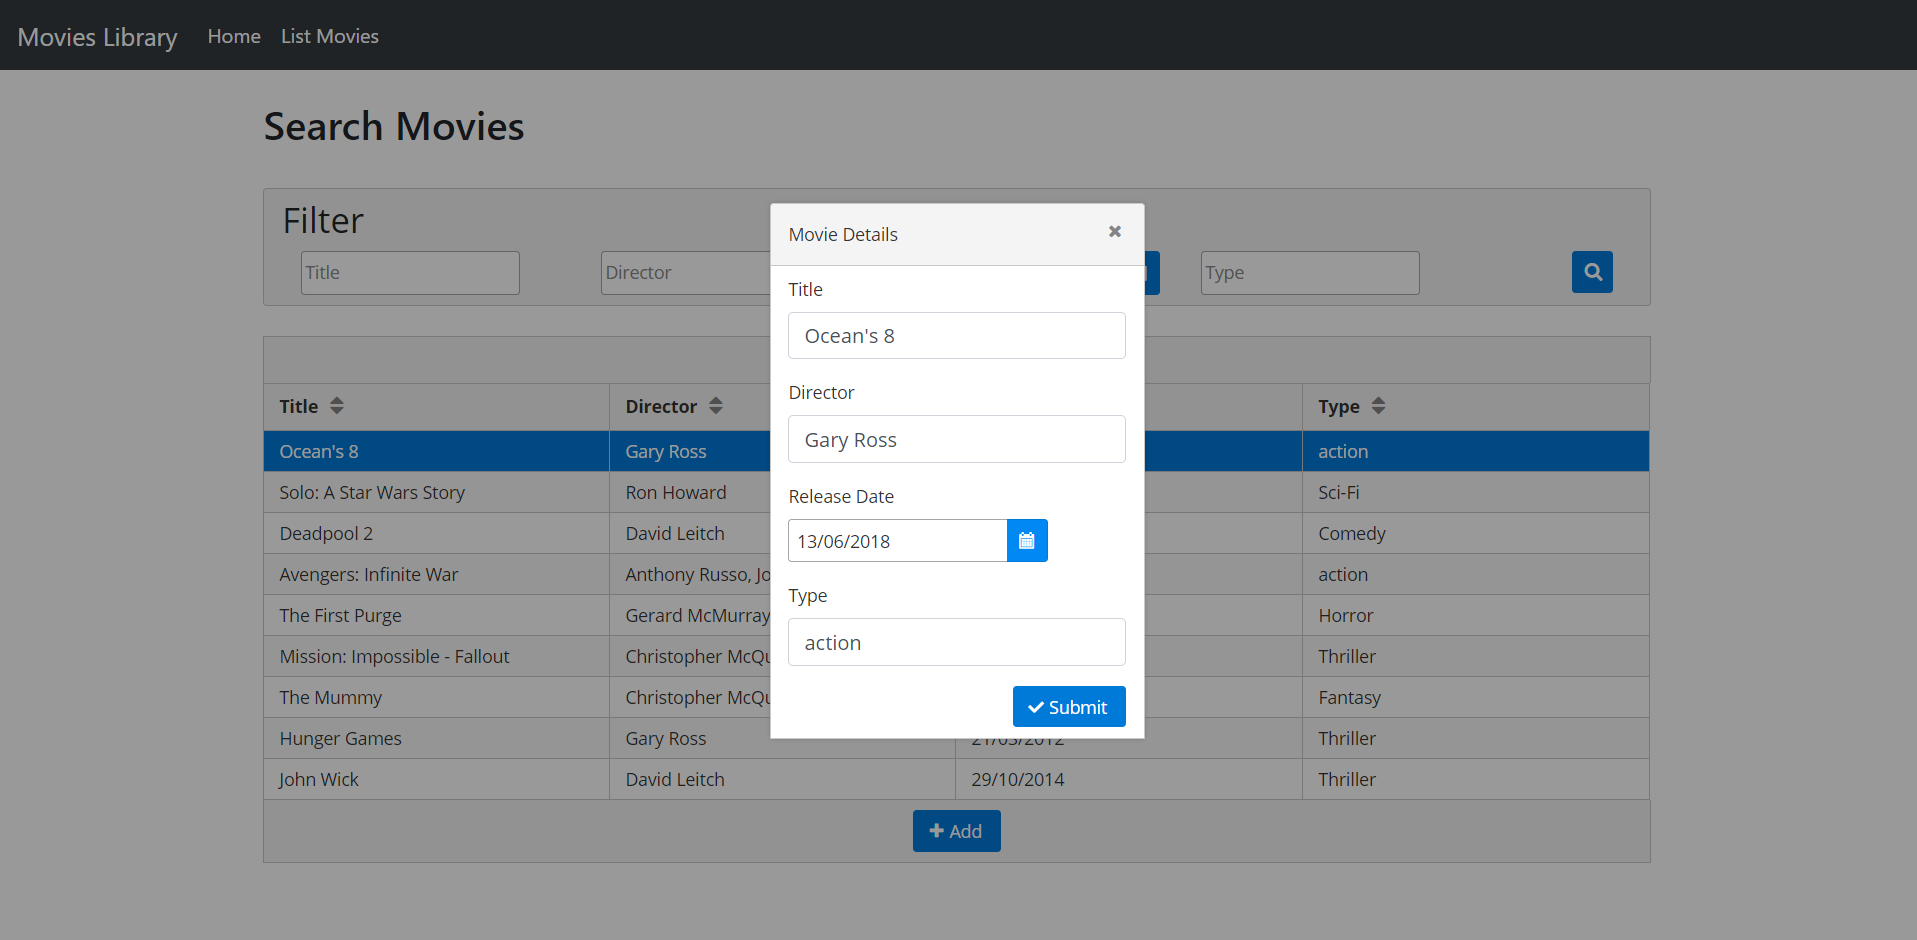 Movies Library Home List Movies
Search Movies
Filter
Title Director Type
Title Director Type
Ocean's 8 Gary Ross action
Solo: A Star Wars Story Ron Howard Sci-Fi
Deadpool 2 David Leitch Comedy
Avengers: Infinite War Anthony Russo, action
The First Purge Gerard McMurray Horror
Mission: Impossible - Fallout Christopher Thriller
The Mummy Christopher Fantasy
Hunger Games Gary Ross 21/03/2012 Thriller
John Wick David Leitch 29/10/2014 Thriller
Add
Movie Details
Title
Ocean's 8
Director
Gary Ross
Release Date
13/06/2018
Type
action
Submit